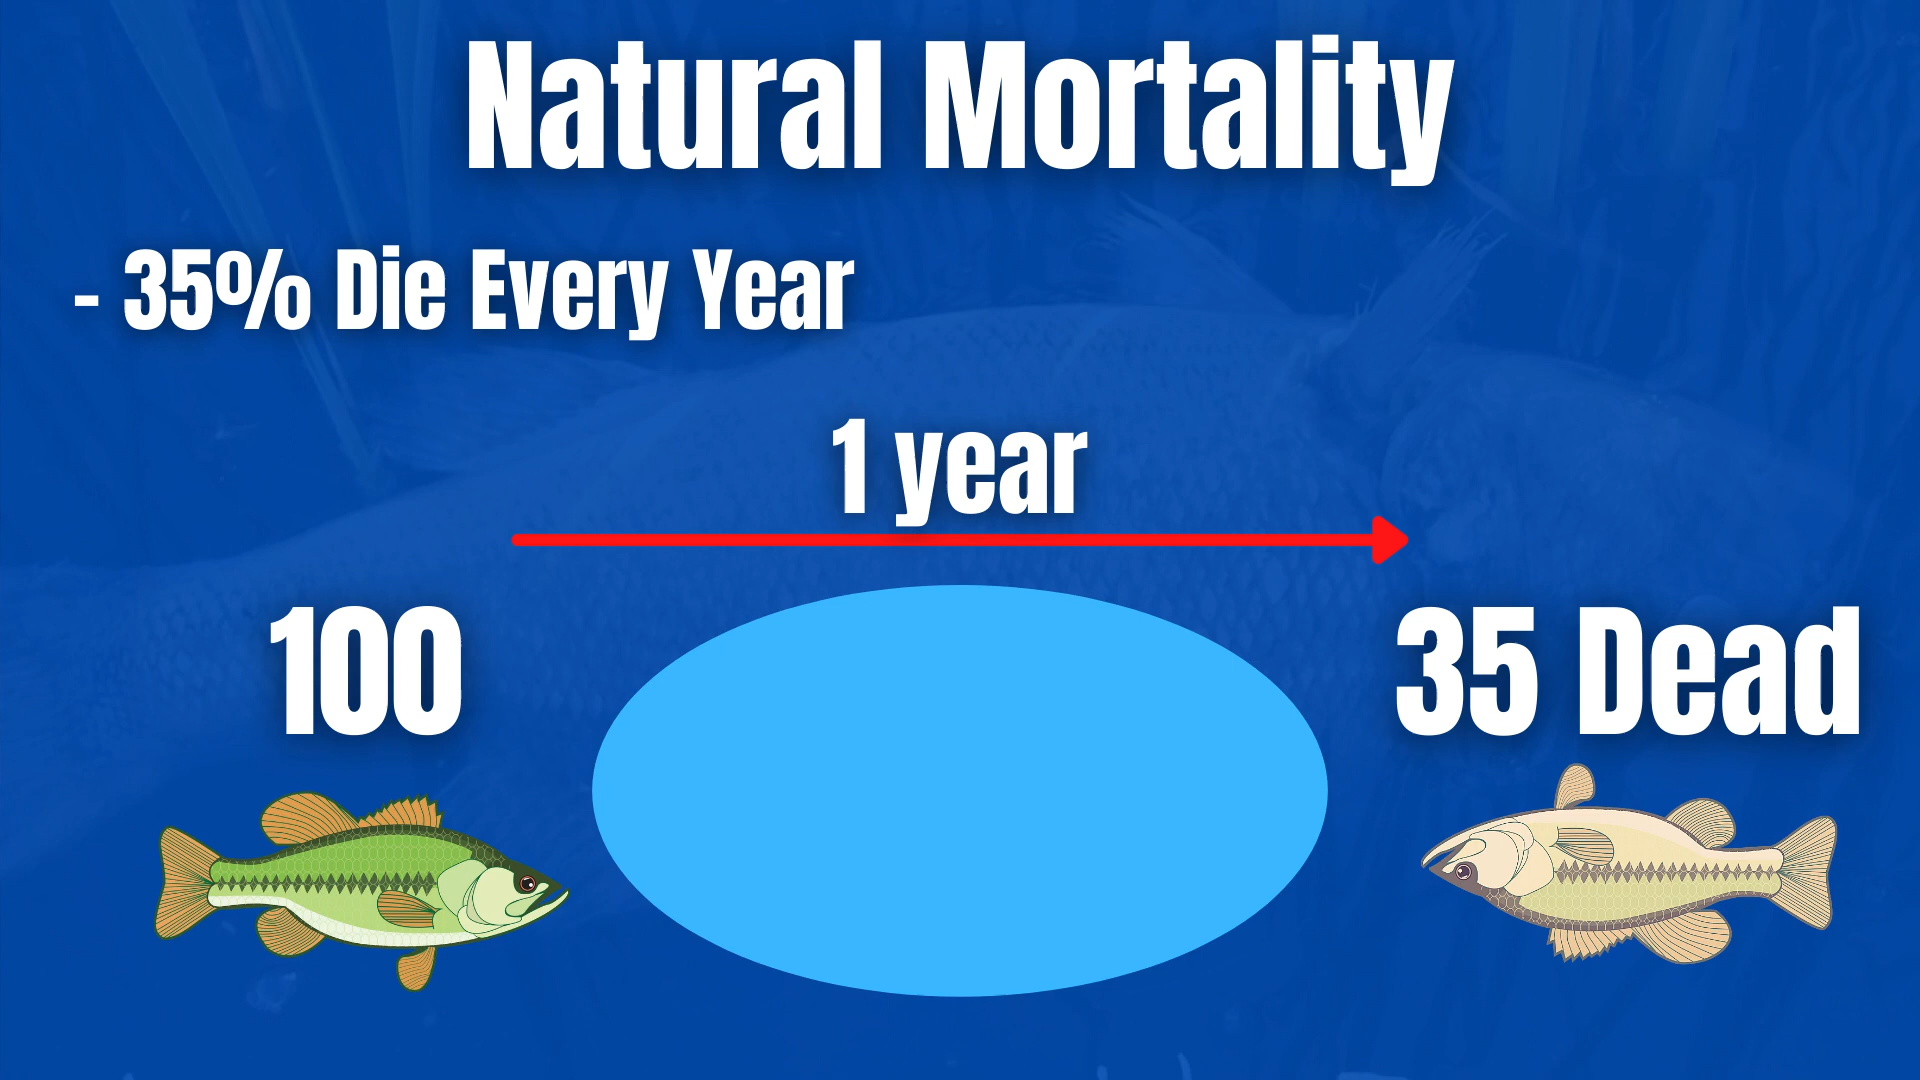 Natural Mortality
- 35% Die Every Year
1 year
100
35 Dead